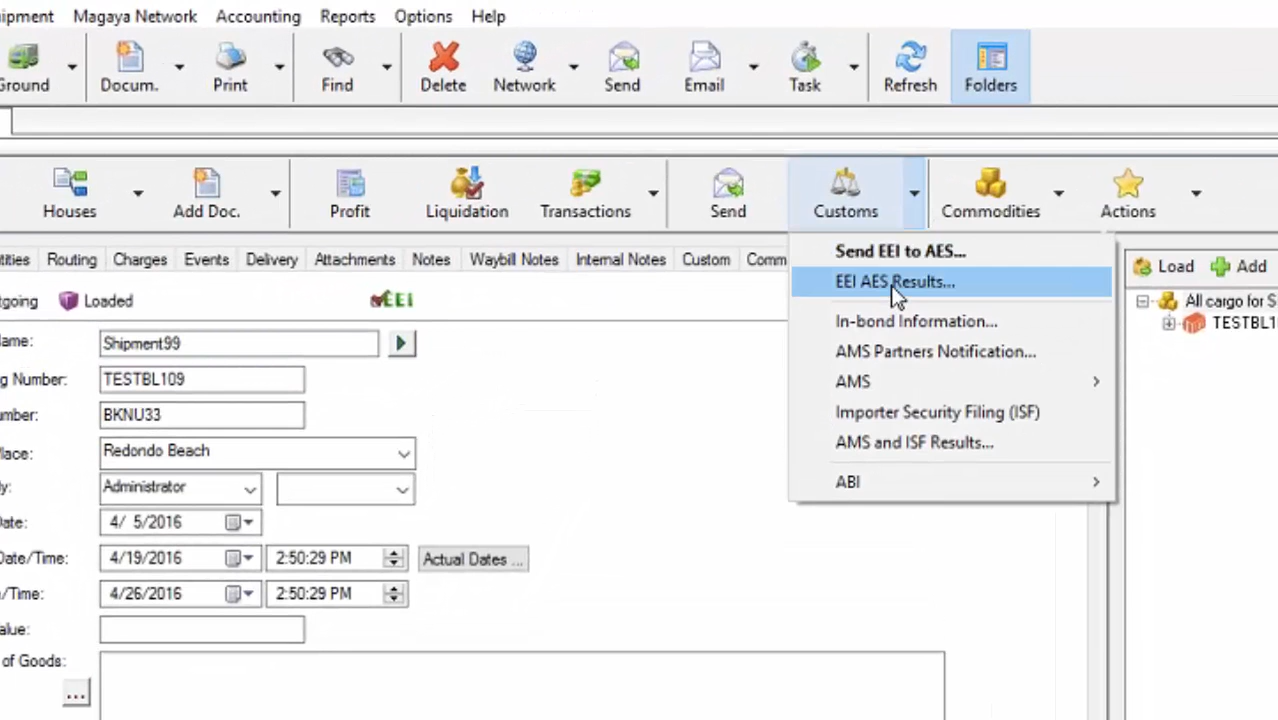 uipment Magaya Network Accounting Reports Options Help
Ground Docum. Print Find Delete Network Send Email Task Refresh Folders
Houses Add Doc. Profit Liquidation Transactions Send Customs Commodities Actions
tities Routing Charges Events Delivery Attachments Notes Waybill Notes Internal Notes Custom Comm
Send EEI to AES...
EEI AES Results...
In-bond Information...
AMS Partners Notification...
AMS
Importer Security Filing (ISF)
AMS and ISF Results...
ABI
Load Add
All cargo for S
TESTBL1
tgoing Loaded EEI
ame: Shipment99
g Number: TESTBL109
umber: BKNU33
lace: Redondo Beach
y: Administrator
Date: 4/ 5/2016
Date/Time: 4/19/2016 2:50:29 PM Actual Dates ...
/Time: 4/26/2016 2:50:29 PM
alue:
of Goods:
...